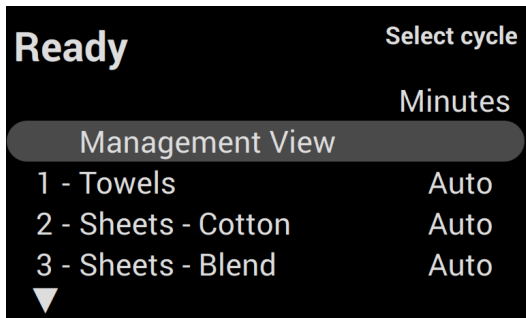 Ready
Select cycle
Minutes
Management View
1 - Towels Auto
2 - Sheets - Cotton Auto
3 - Sheets - Blend Auto